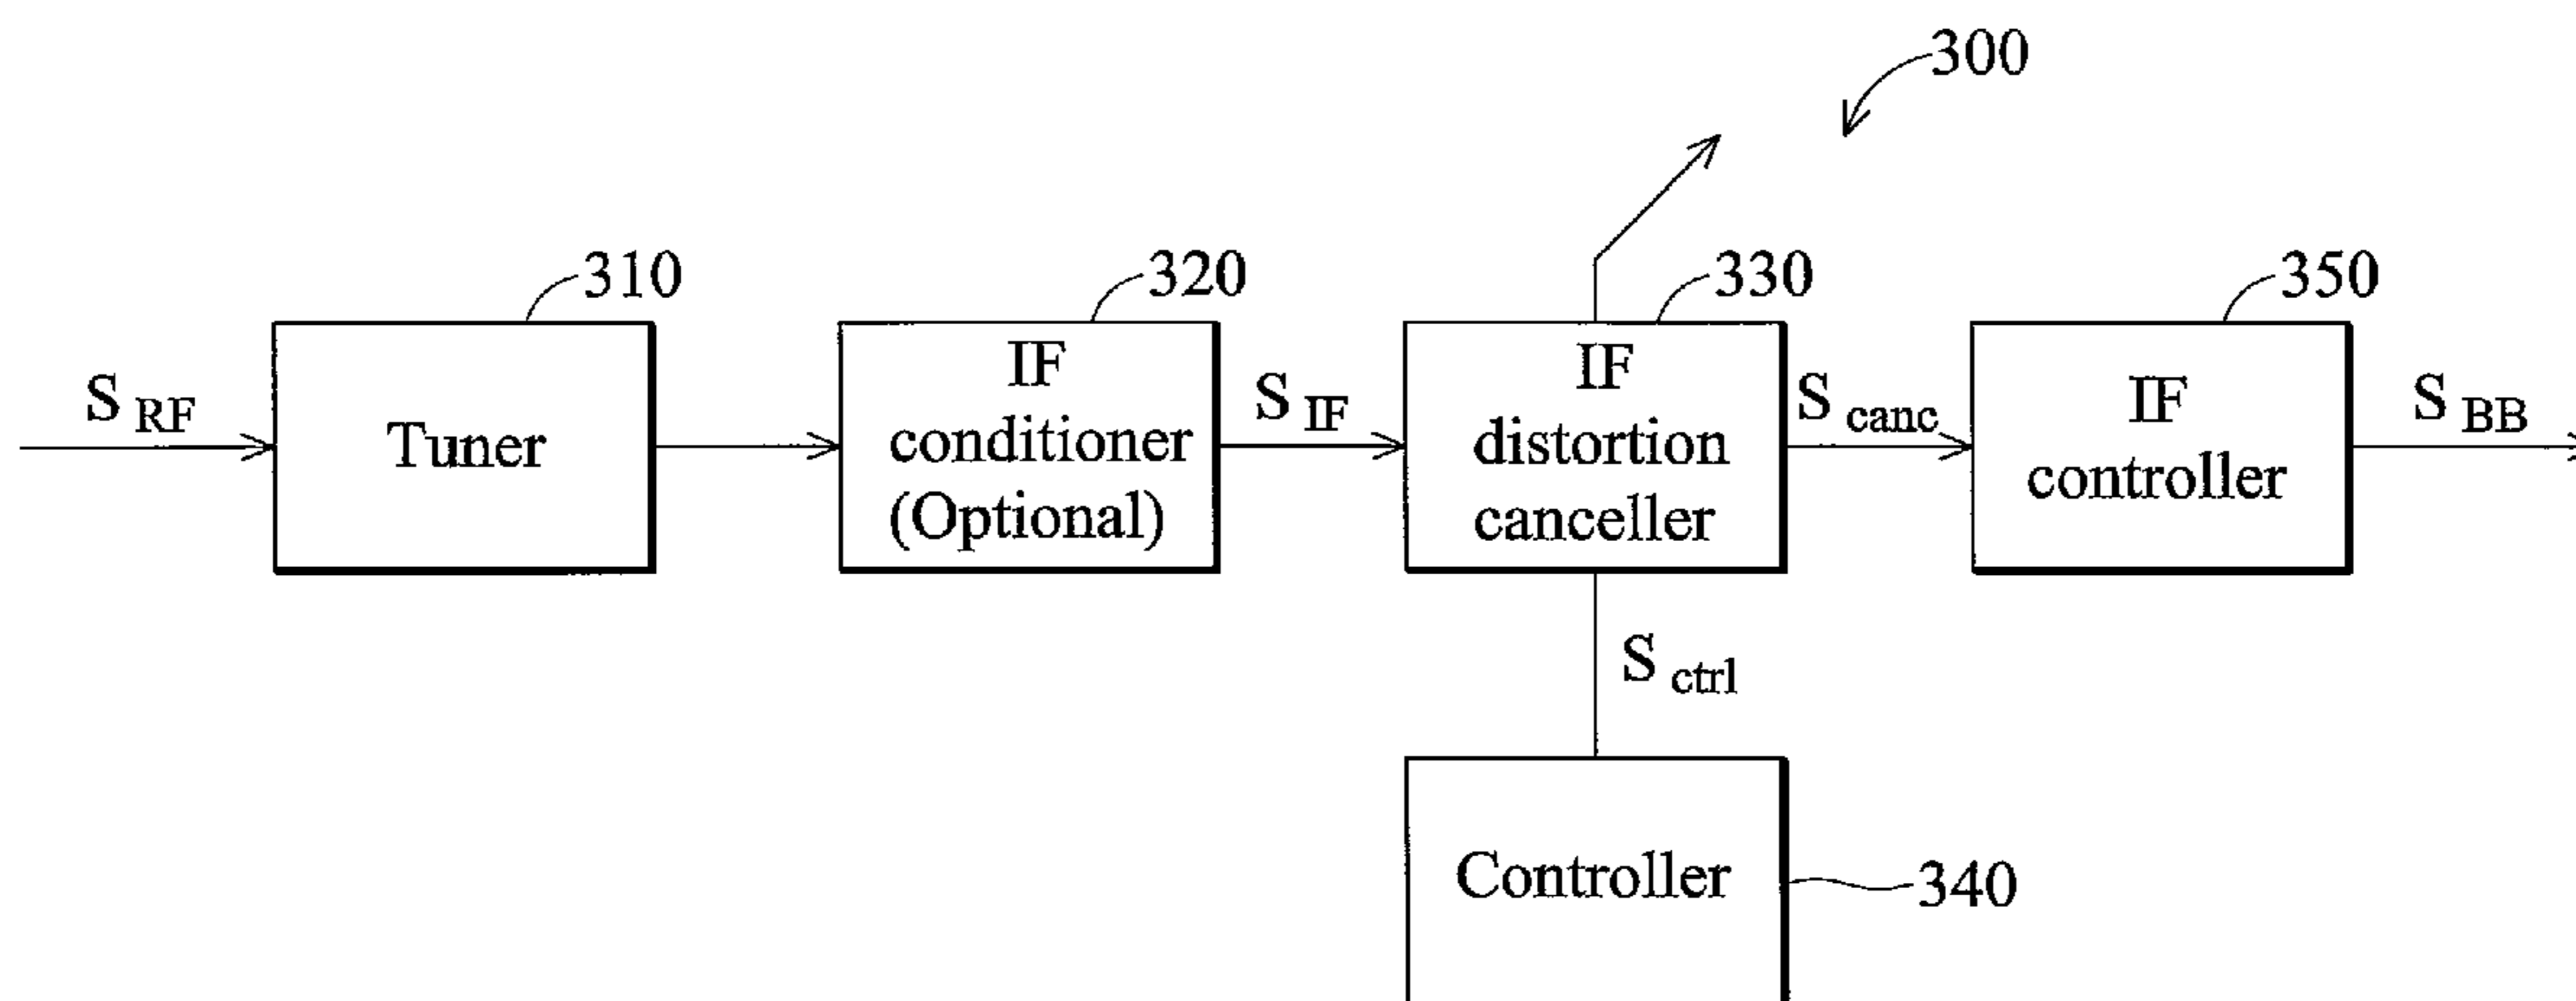 300
310
320
330
350
S RF
Tuner
IF
conditioner
(Optional)
S IF
IF
distortion
canceller
S canc
IF
controller
S BB
S ctrl
Controller
340